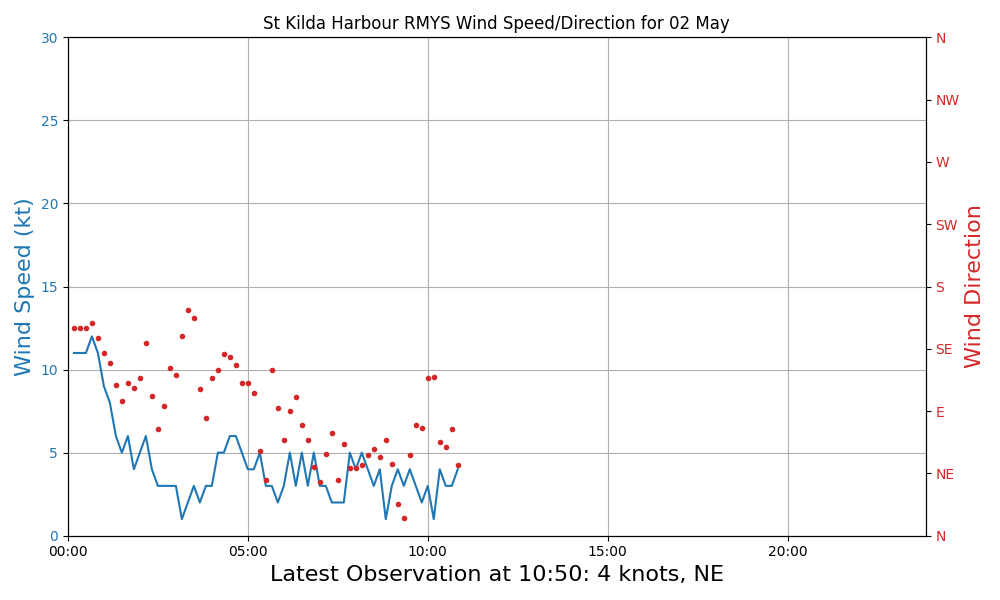 St Kilda Harbour RMYS Wind Speed/Direction for 02 May
Wind Speed (kt)
30
25
20
15
10
5
0
00:00
05:00
10:00
15:00
20:00
N
NW
W
SW
S
SE
E
NE
N
Wind Direction
Latest Observation at 10:50: 4 knots, NE